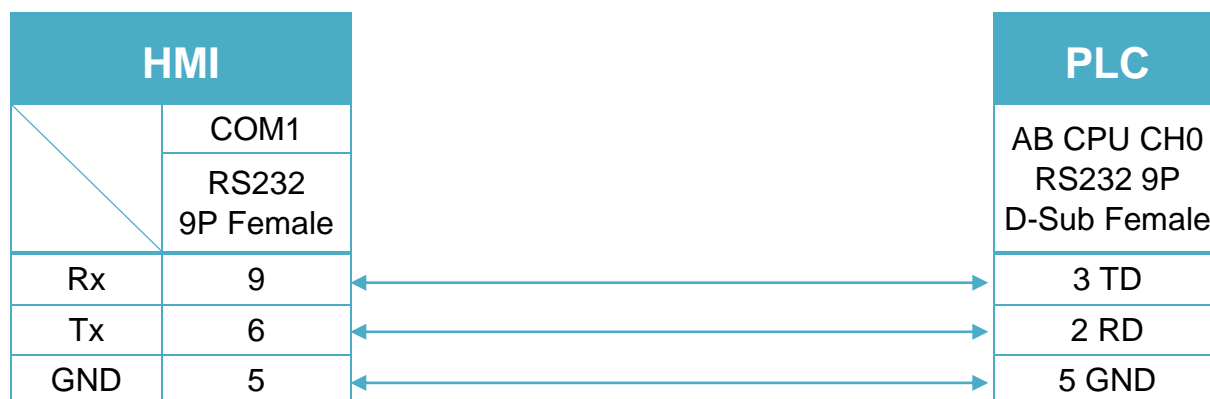 HMI
PLC
COM1
RS232
9P Female
AB CPU CH0
RS232 9P
D-Sub Female
Rx 9 3 TD
Tx 6 2 RD
GND 5 5 GND